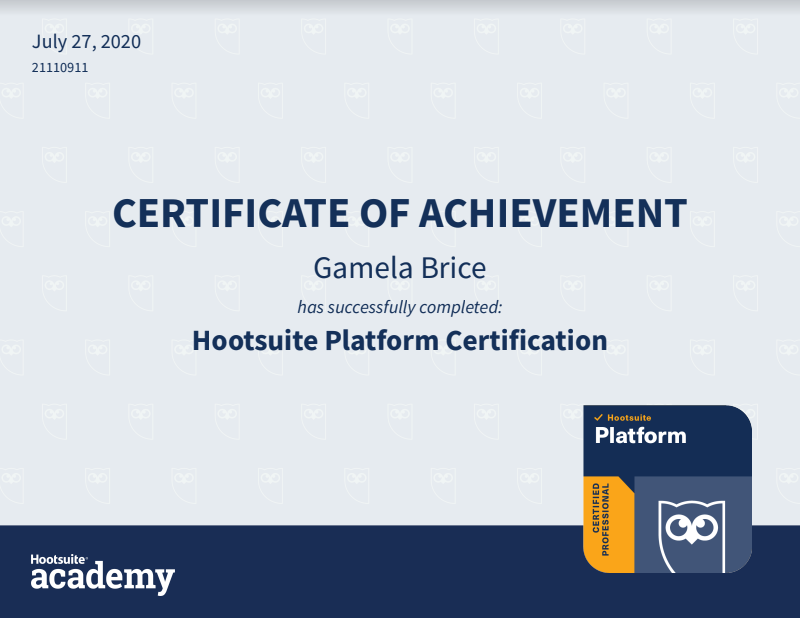 July 27, 2020
21110911
CERTIFICATE OF ACHIEVEMENT
Gamela Brice
has successfully completed:
Hootsuite Platform Certification
Hootsuite
Platform
CERTIFIED
PROFESSIONAL
Hootsuite®
academy